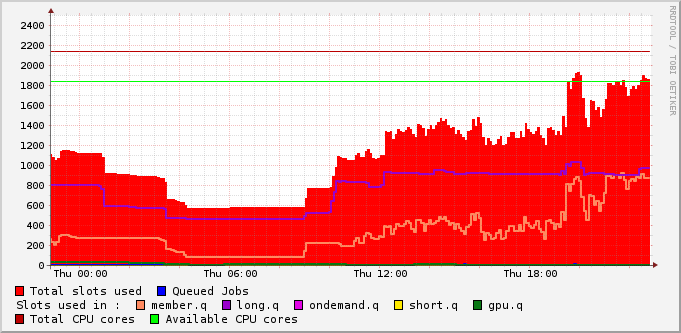 RRDTOOL / TOBI OETIKER
2400
2200
2000
1800
1600
1400
1200
1000
800
600
400
200
0
Thu 00:00 Thu 06:00 Thu 12:00 Thu 18:00
Total slots used Queued Jobs
Slots used in : member.q long.q ondemand.q short.q gpu.q
Total CPU cores Available CPU cores